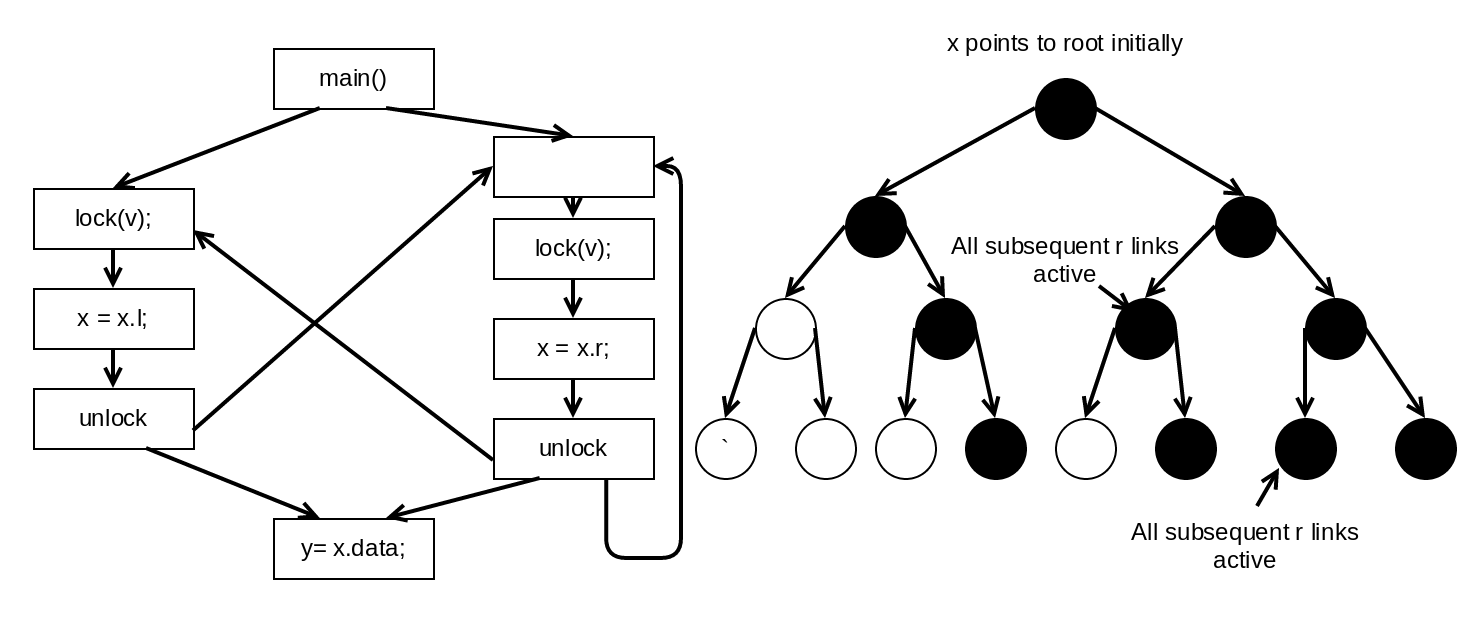 main()
lock(v);
x = x.l;
unlock
lock(v);
x = x.r;
unlock
y= x.data;
x points to root initially
All subsequent r links
active
`
All subsequent r links
active